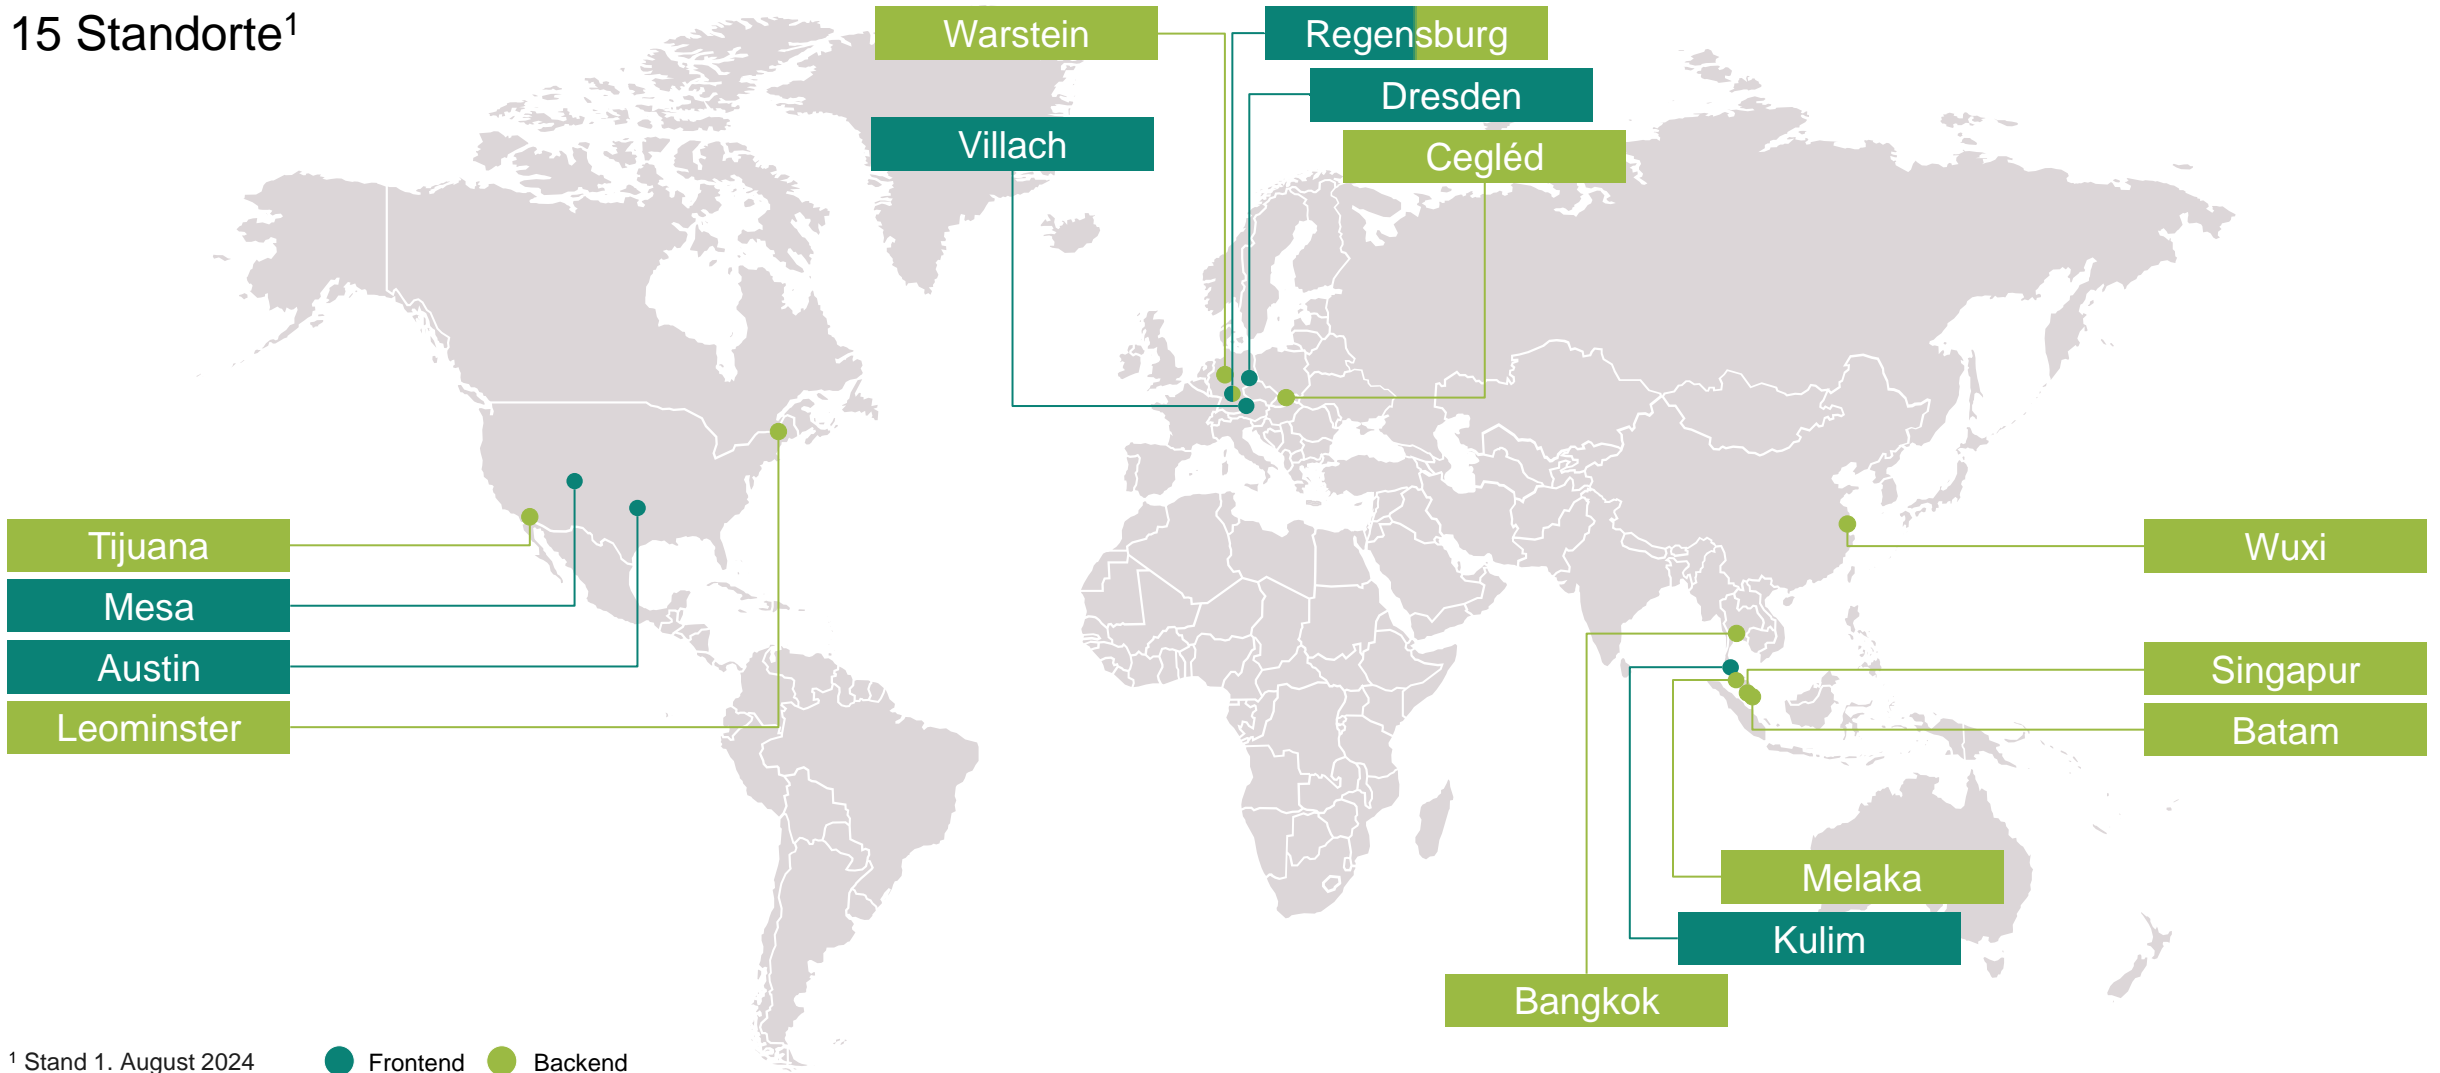 15 Standorte¹
Warstein
Regensburg
Dresden
Villach
Cegléd
Tijuana
Mesa
Austin
Leominster
Wuxi
Singapur
Batam
Melaka
Kulim
Bangkok
¹ Stand 1. August 2024
Frontend
Backend